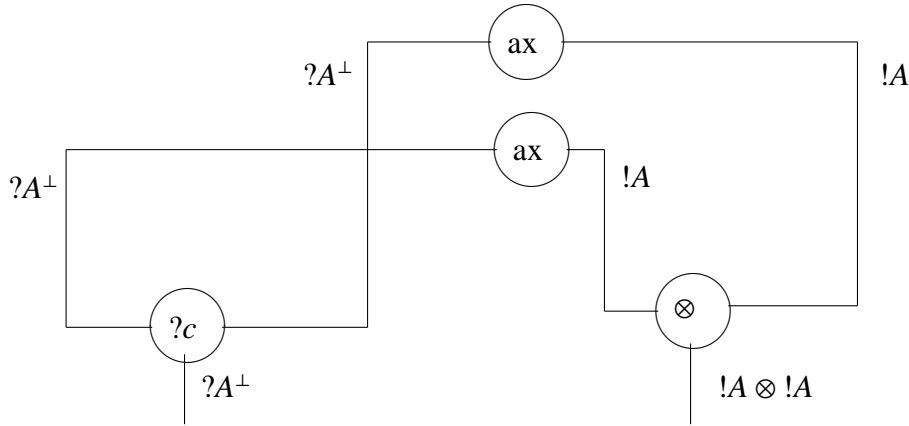 ax
?A⊥ !A
ax
?A⊥ !A
?c ⊗
?A⊥ !A ⊗ !A